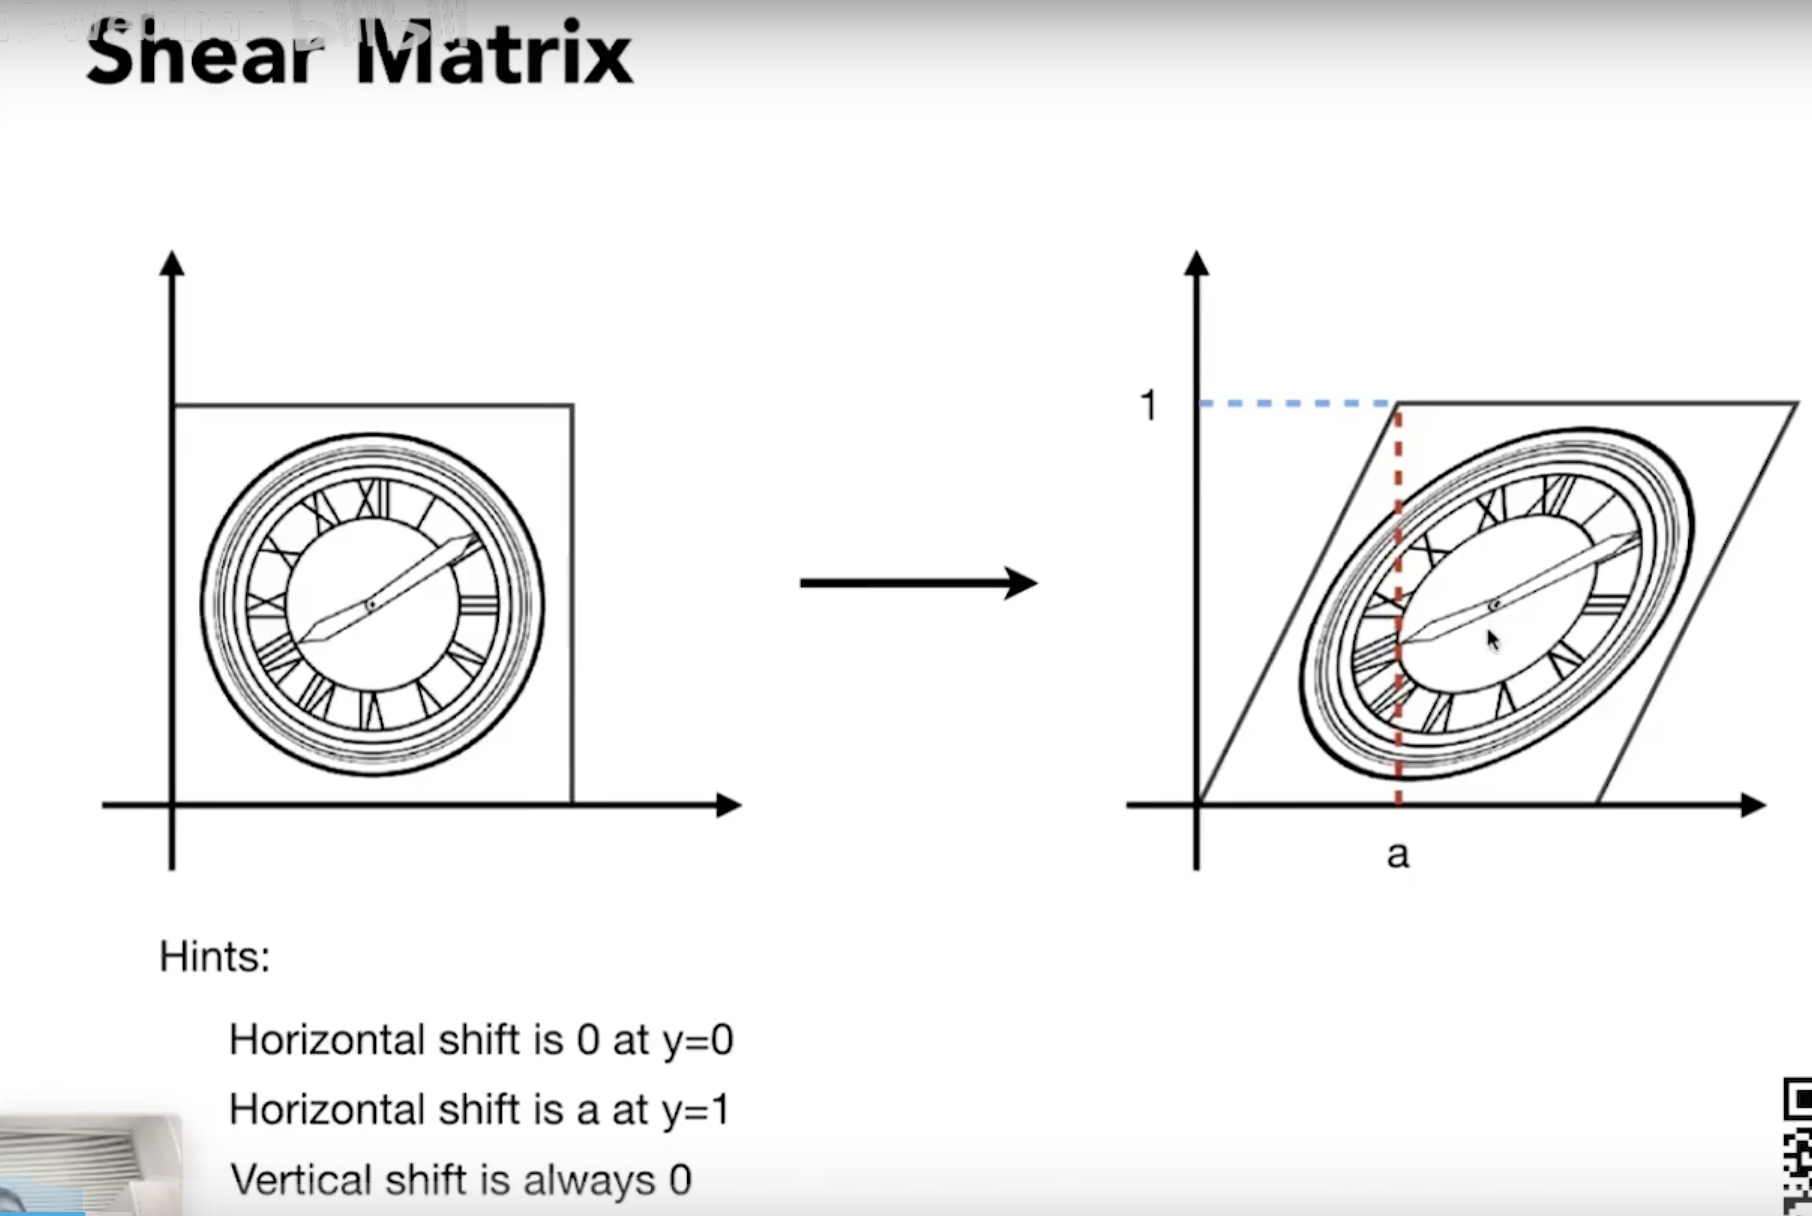 Shear Matrix
1
a
Hints:
Horizontal shift is 0 at y=0
Horizontal shift is a at y=1
Vertical shift is always 0